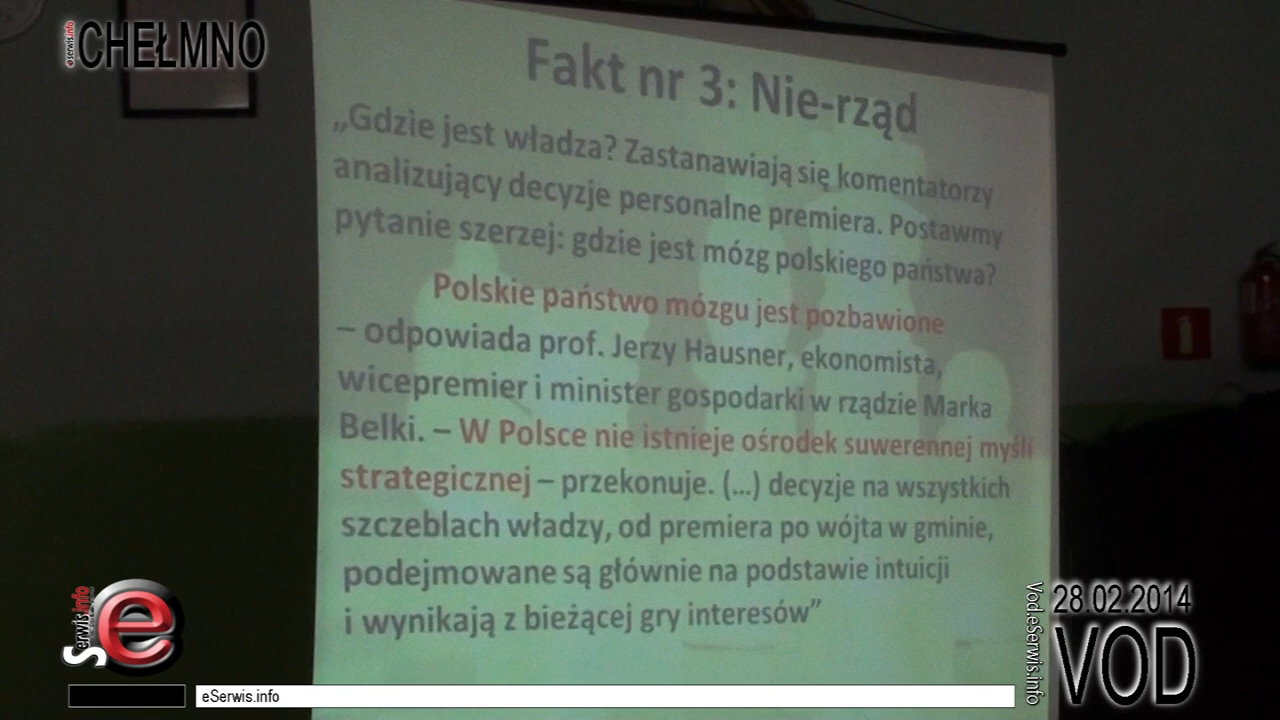 eserwis.info
CHEŁMNO
Fakt nr 3: Nie-rząd
„Gdzie jest władza? Zastanawiają się komentatorzy
analizujący decyzje personalne premiera. Postawmy
pytanie szerzej: gdzie jest mózg polskiego państwa?
Polskie państwo mózgu jest pozbawione
– odpowiada prof. Jerzy Hausner, ekonomista,
wicepremier i minister gospodarki w rządzie Marka
Belki. – W Polsce nie istnieje ośrodek suwerennej myśli
strategicznej – przekonuje. (...) decyzje na wszystkich
szczeblach władzy, od premiera po wójta w gminie,
podejmowane są głównie na podstawie intuicji
i wynikają z bieżącej gry interesów”
Serwis.info
e
eSerwis.info
Vod.eSerwis.info
28.02.2014
VOD